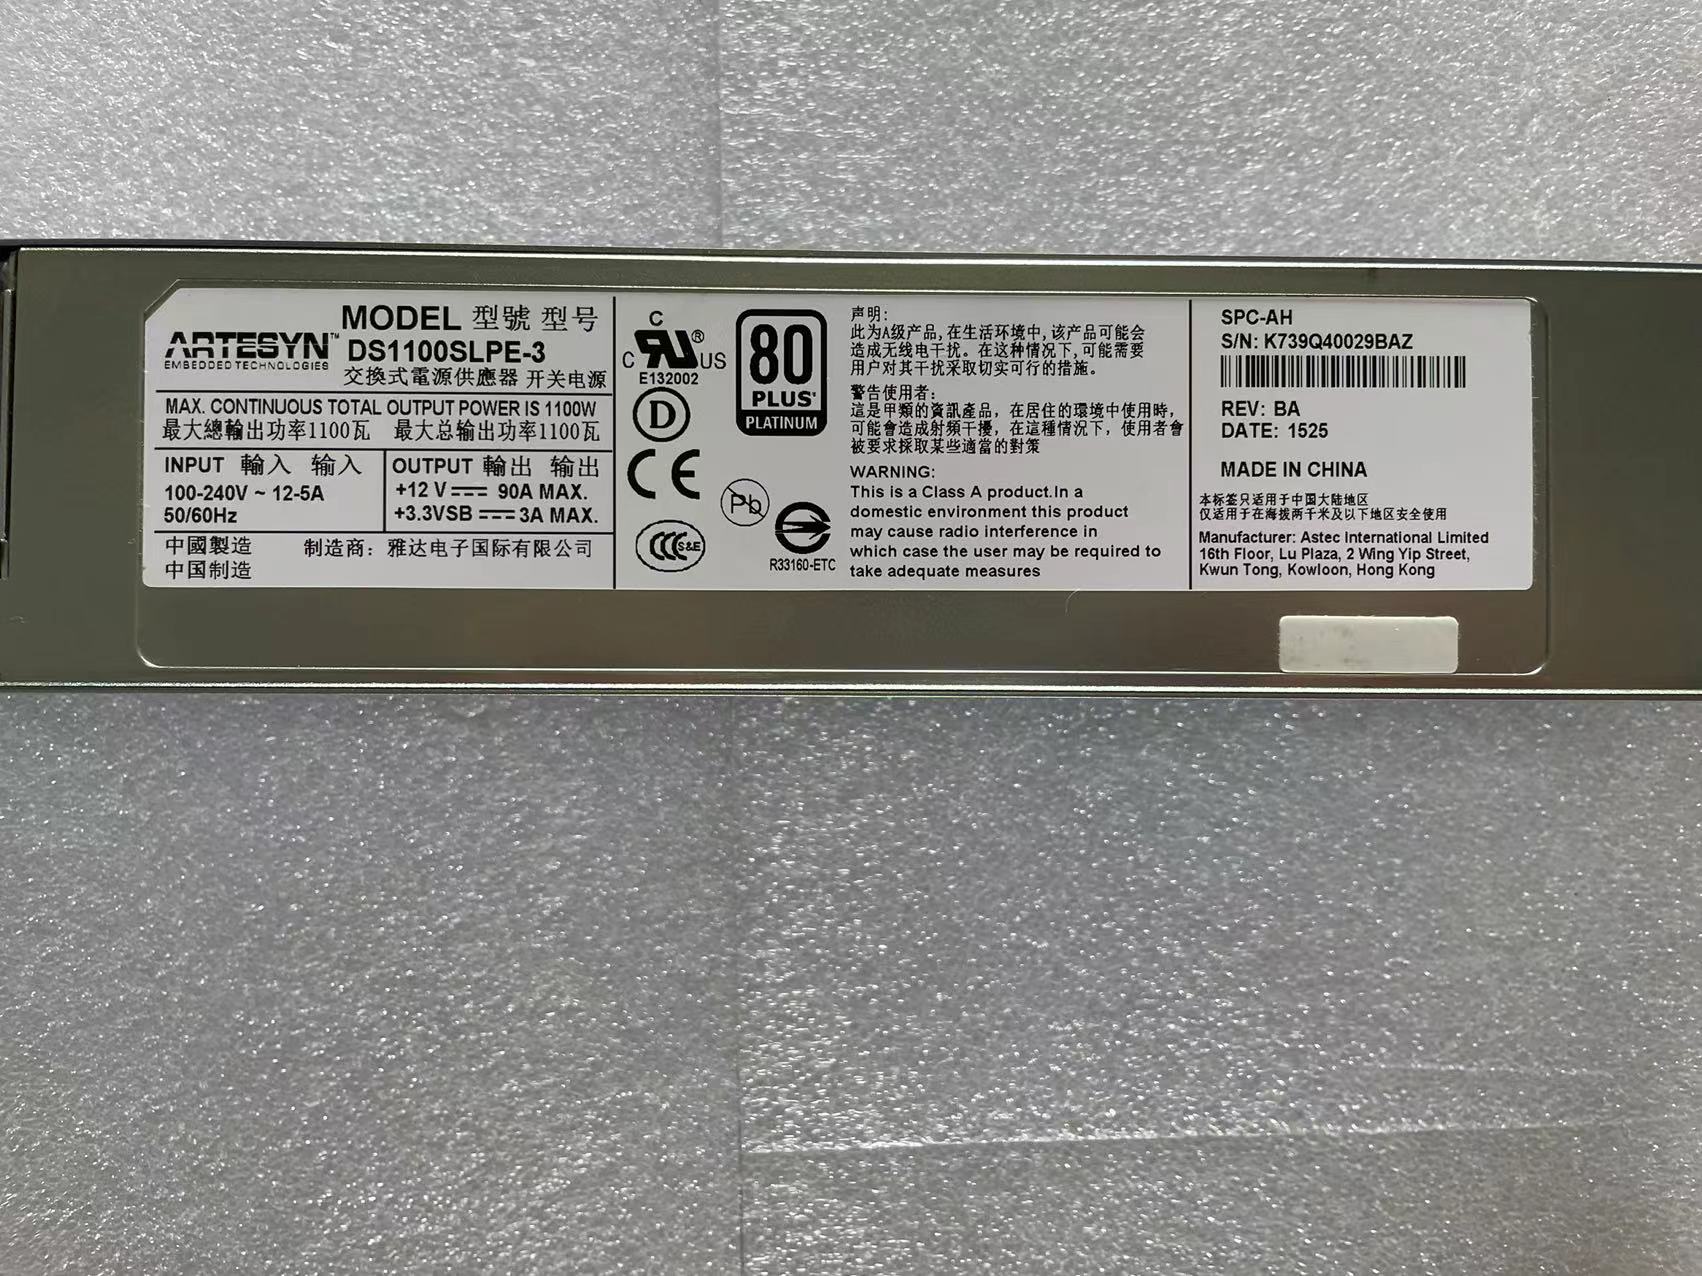 ARTESYN™
EMBEDDED TECHNOLOGIES
MODEL 型號 型号
DS1100SLPE-3
交換式電源供應器 开关电源
MAX. CONTINUOUS TOTAL OUTPUT POWER IS 1100W
最大總輸出功率1100瓦 最大总输出功率1100瓦
INPUT 輸入 输入
100-240V ~ 12-5A
50/60Hz
OUTPUT 輸出 输出
+12 V 90A MAX.
+3.3VSB 3A MAX.
中國製造
中国制造
制造商：雅达电子国际有限公司
C
C US
®
E132002
D
CE
CCC S&E
80
PLUS®
PLATINUM
Pb
R33160-ETC
声明：
此为A级产品，在生活环境中，该产品可能会
造成无线电干扰。在这种情况下，可能需要
用户对其干扰采取切实可行的措施。
警告使用者：
這是甲類的資訊產品，在居住的環境中使用時，
可能會造成射頻干擾，在這種情況下，使用者會
被要求採取某些適當的對策
WARNING:
This is a Class A product.In a
domestic environment this product
may cause radio interference in
which case the user may be required to
take adequate measures
SPC-AH
S/N: K739Q40029BAZ
REV: BA
DATE: 1525
MADE IN CHINA
本标签只适用于中国大陆地区
仅适用于在海拔两千米及以下地区安全使用
Manufacturer: Astec International Limited
16th Floor, Lu Plaza, 2 Wing Yip Street,
Kwun Tong, Kowloon, Hong Kong